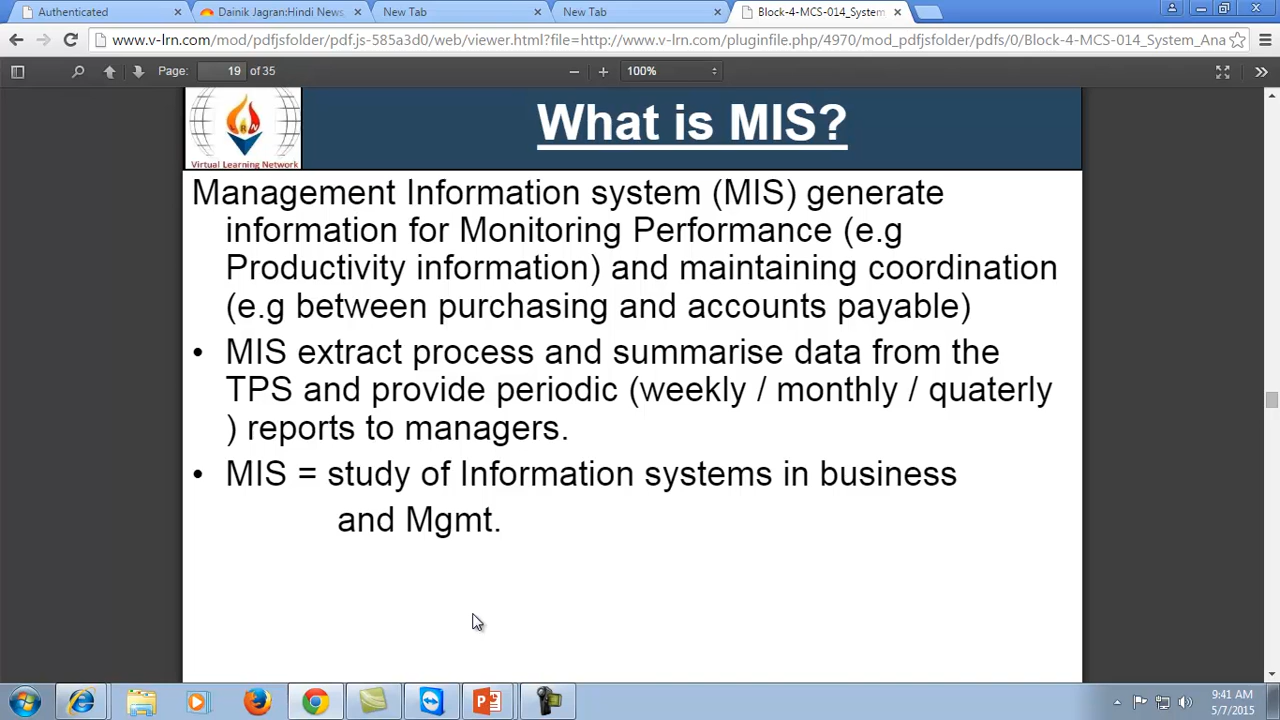 Authenticated
Dainik Jagran:Hindi News,
New Tab
New Tab
Block-4-MCS-014_System
www.v-lrn.com/mod/pdfjsfolder/pdf.js-585a3d0/web/viewer.html?file=http://www.v-lrn.com/pluginfile.php/4970/mod_pdfjsfolder/pdfs/0/Block-4-MCS-014_System_Ana
Page: 19 of 35
100%
What is MIS?
Virtual Learning Network
Management Information system (MIS) generate
information for Monitoring Performance (e.g
Productivity information) and maintaining coordination
(e.g between purchasing and accounts payable)
• MIS extract process and summarise data from the
TPS and provide periodic (weekly / monthly / quaterly
) reports to managers.
• MIS = study of Information systems in business
and Mgmt.
9:41 AM
5/7/2015